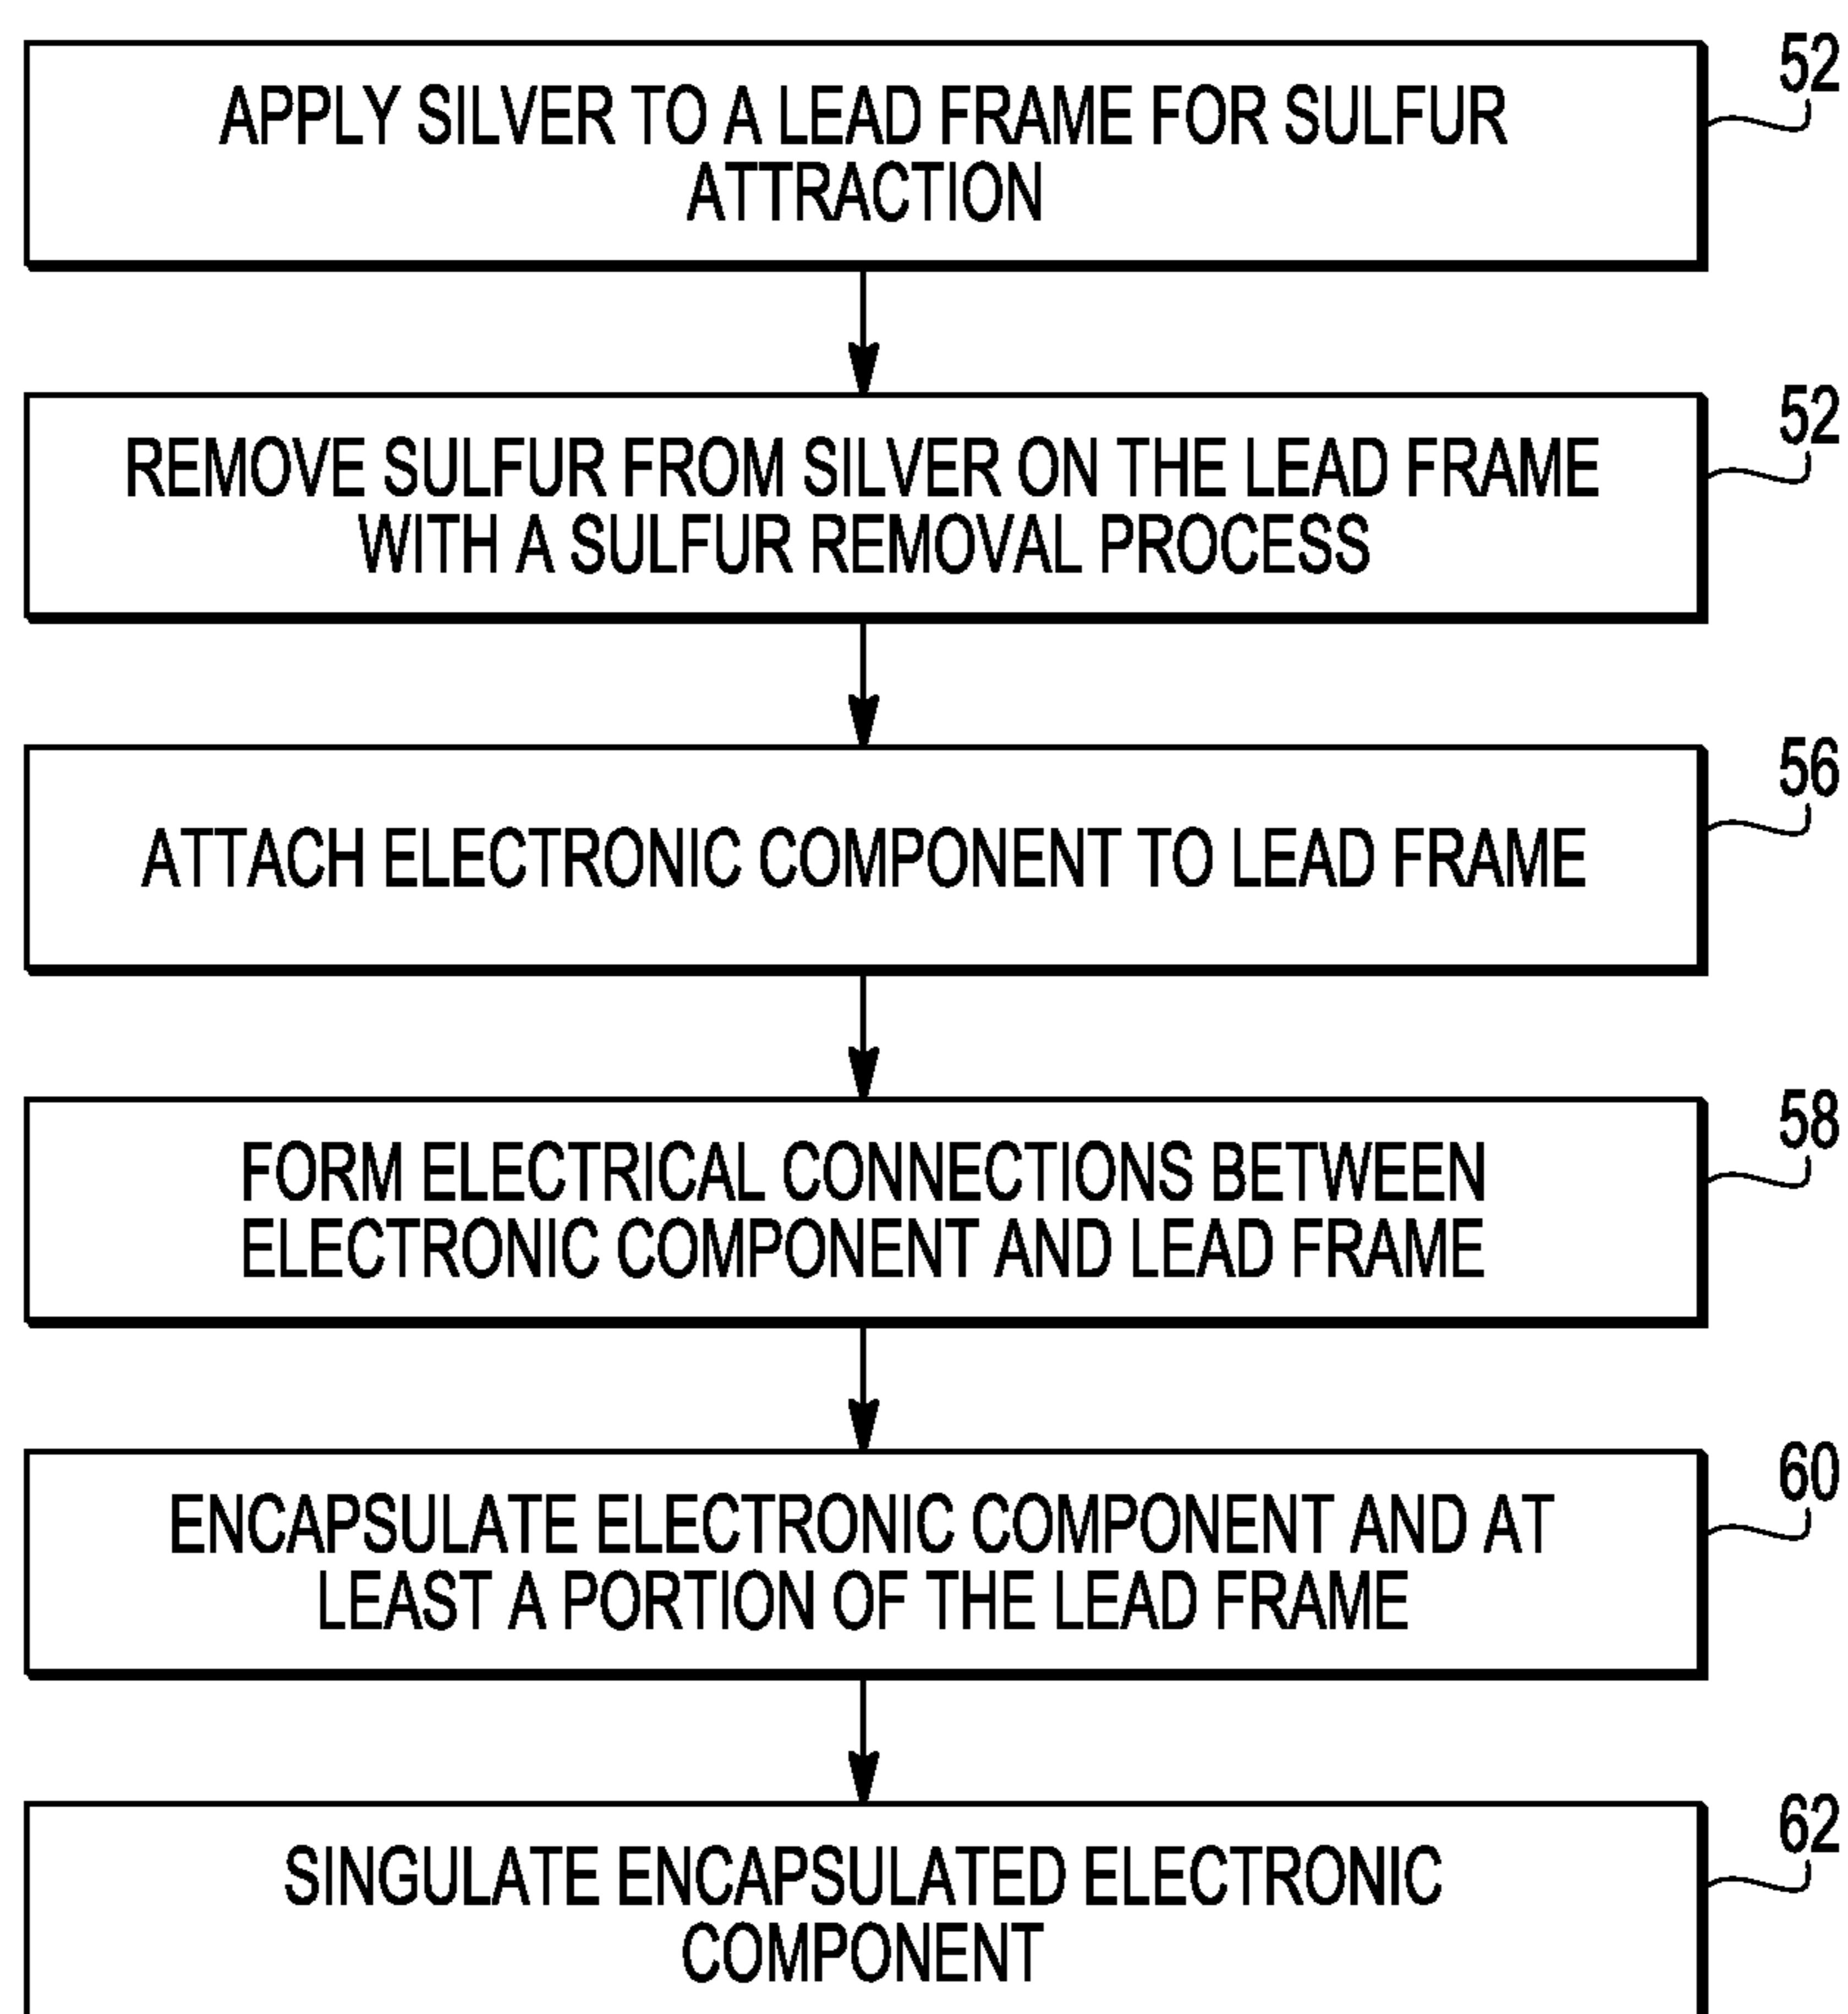 52
APPLY SILVER TO A LEAD FRAME FOR SULFUR
ATTRACTION
52
REMOVE SULFUR FROM SILVER ON THE LEAD FRAME
WITH A SULFUR REMOVAL PROCESS
56
ATTACH ELECTRONIC COMPONENT TO LEAD FRAME
58
FORM ELECTRICAL CONNECTIONS BETWEEN
ELECTRONIC COMPONENT AND LEAD FRAME
60
ENCAPSULATE ELECTRONIC COMPONENT AND AT
LEAST A PORTION OF THE LEAD FRAME
62
SINGULATE ENCAPSULATED ELECTRONIC
COMPONENT